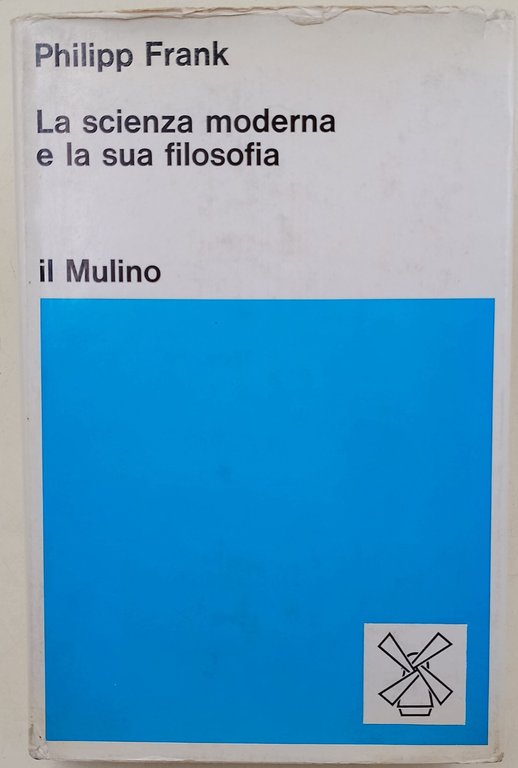 Philipp Frank
La scienza moderna
e la sua filosofia
il Mulino